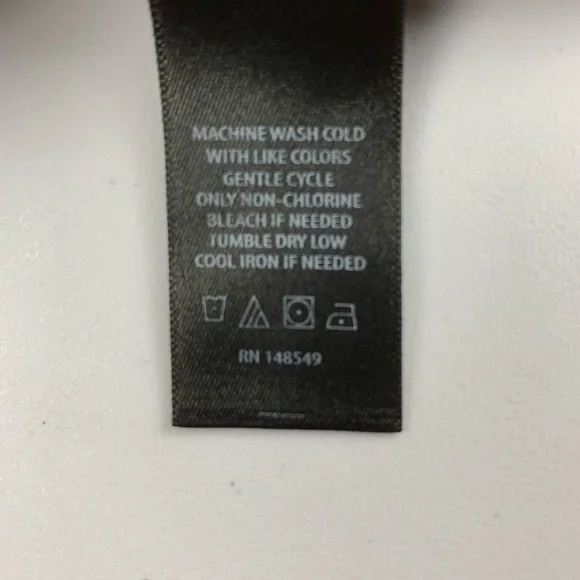 MACHINE WASH COLD
WITH LIKE COLORS
GENTLE CYCLE
ONLY NON-CHLORINE
BLEACH IF NEEDED
TUMBLE DRY LOW
COOL IRON IF NEEDED
RN 148549